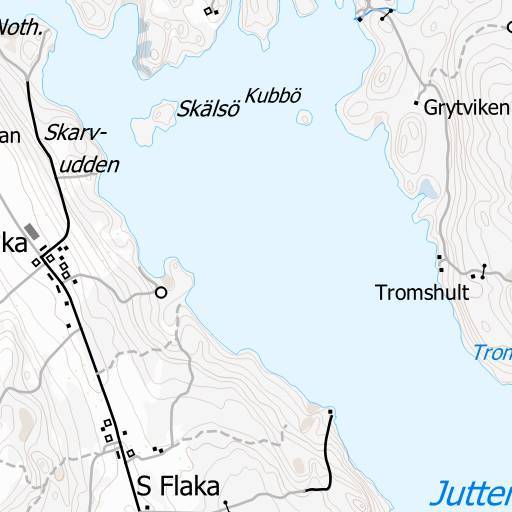 Noth.
Skälsö
Kubbö
Grytviken
Skarv-
udden
an
ka
Tromshult
Trom
S Flaka
Jutter